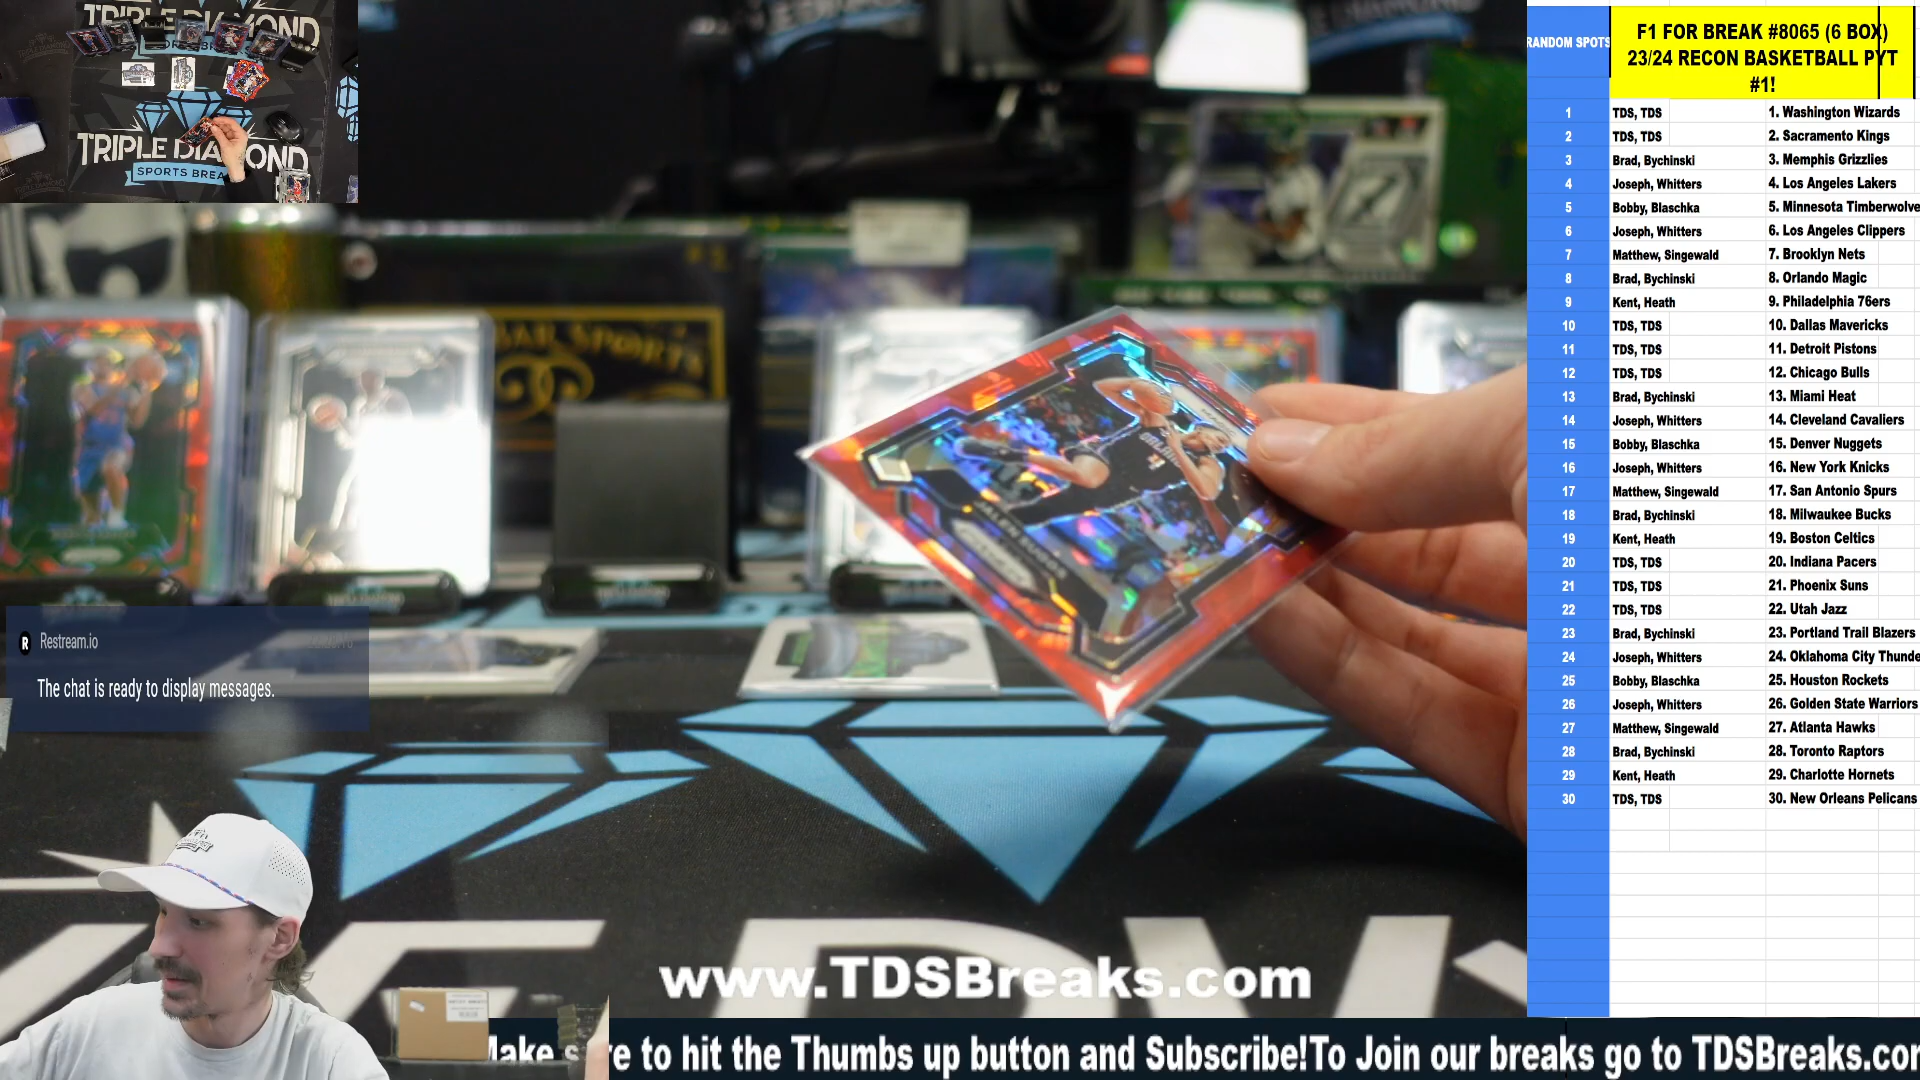 TRIPLE DIAMOND
TRIPLE DIAMOND
SPORTS BREA
BAR SPORTS
ORLANDO
JALEN SUGGS
PRIZM
R Restream.io
The chat is ready to display messages.
www.TDSBreaks.com
Make s re to hit the Thumbs up button and Subscribe!To Join our breaks go to TDSBreaks.com
RANDOM SPOTS
F1 FOR BREAK #8065 (6 BOX)
23/24 RECON BASKETBALL PYT
#1!
1 TDS, TDS 1. Washington Wizards
2 TDS, TDS 2. Sacramento Kings
3 Brad, Bychinski 3. Memphis Grizzlies
4 Joseph, Whitters 4. Los Angeles Lakers
5 Bobby, Blaschka 5. Minnesota Timberwolve
6 Joseph, Whitters 6. Los Angeles Clippers
7 Matthew, Singewald 7. Brooklyn Nets
8 Brad, Bychinski 8. Orlando Magic
9 Kent, Heath 9. Philadelphia 76ers
10 TDS, TDS 10. Dallas Mavericks
11 TDS, TDS 11. Detroit Pistons
12 TDS, TDS 12. Chicago Bulls
13 Brad, Bychinski 13. Miami Heat
14 Joseph, Whitters 14. Cleveland Cavaliers
15 Bobby, Blaschka 15. Denver Nuggets
16 Joseph, Whitters 16. New York Knicks
17 Matthew, Singewald 17. San Antonio Spurs
18 Brad, Bychinski 18. Milwaukee Bucks
19 Kent, Heath 19. Boston Celtics
20 TDS, TDS 20. Indiana Pacers
21 TDS, TDS 21. Phoenix Suns
22 TDS, TDS 22. Utah Jazz
23 Brad, Bychinski 23. Portland Trail Blazers
24 Joseph, Whitters 24. Oklahoma City Thunde
25 Bobby, Blaschka 25. Houston Rockets
26 Joseph, Whitters 26. Golden State Warriors
27 Matthew, Singewald 27. Atlanta Hawks
28 Brad, Bychinski 28. Toronto Raptors
29 Kent, Heath 29. Charlotte Hornets
30 TDS, TDS 30. New Orleans Pelicans